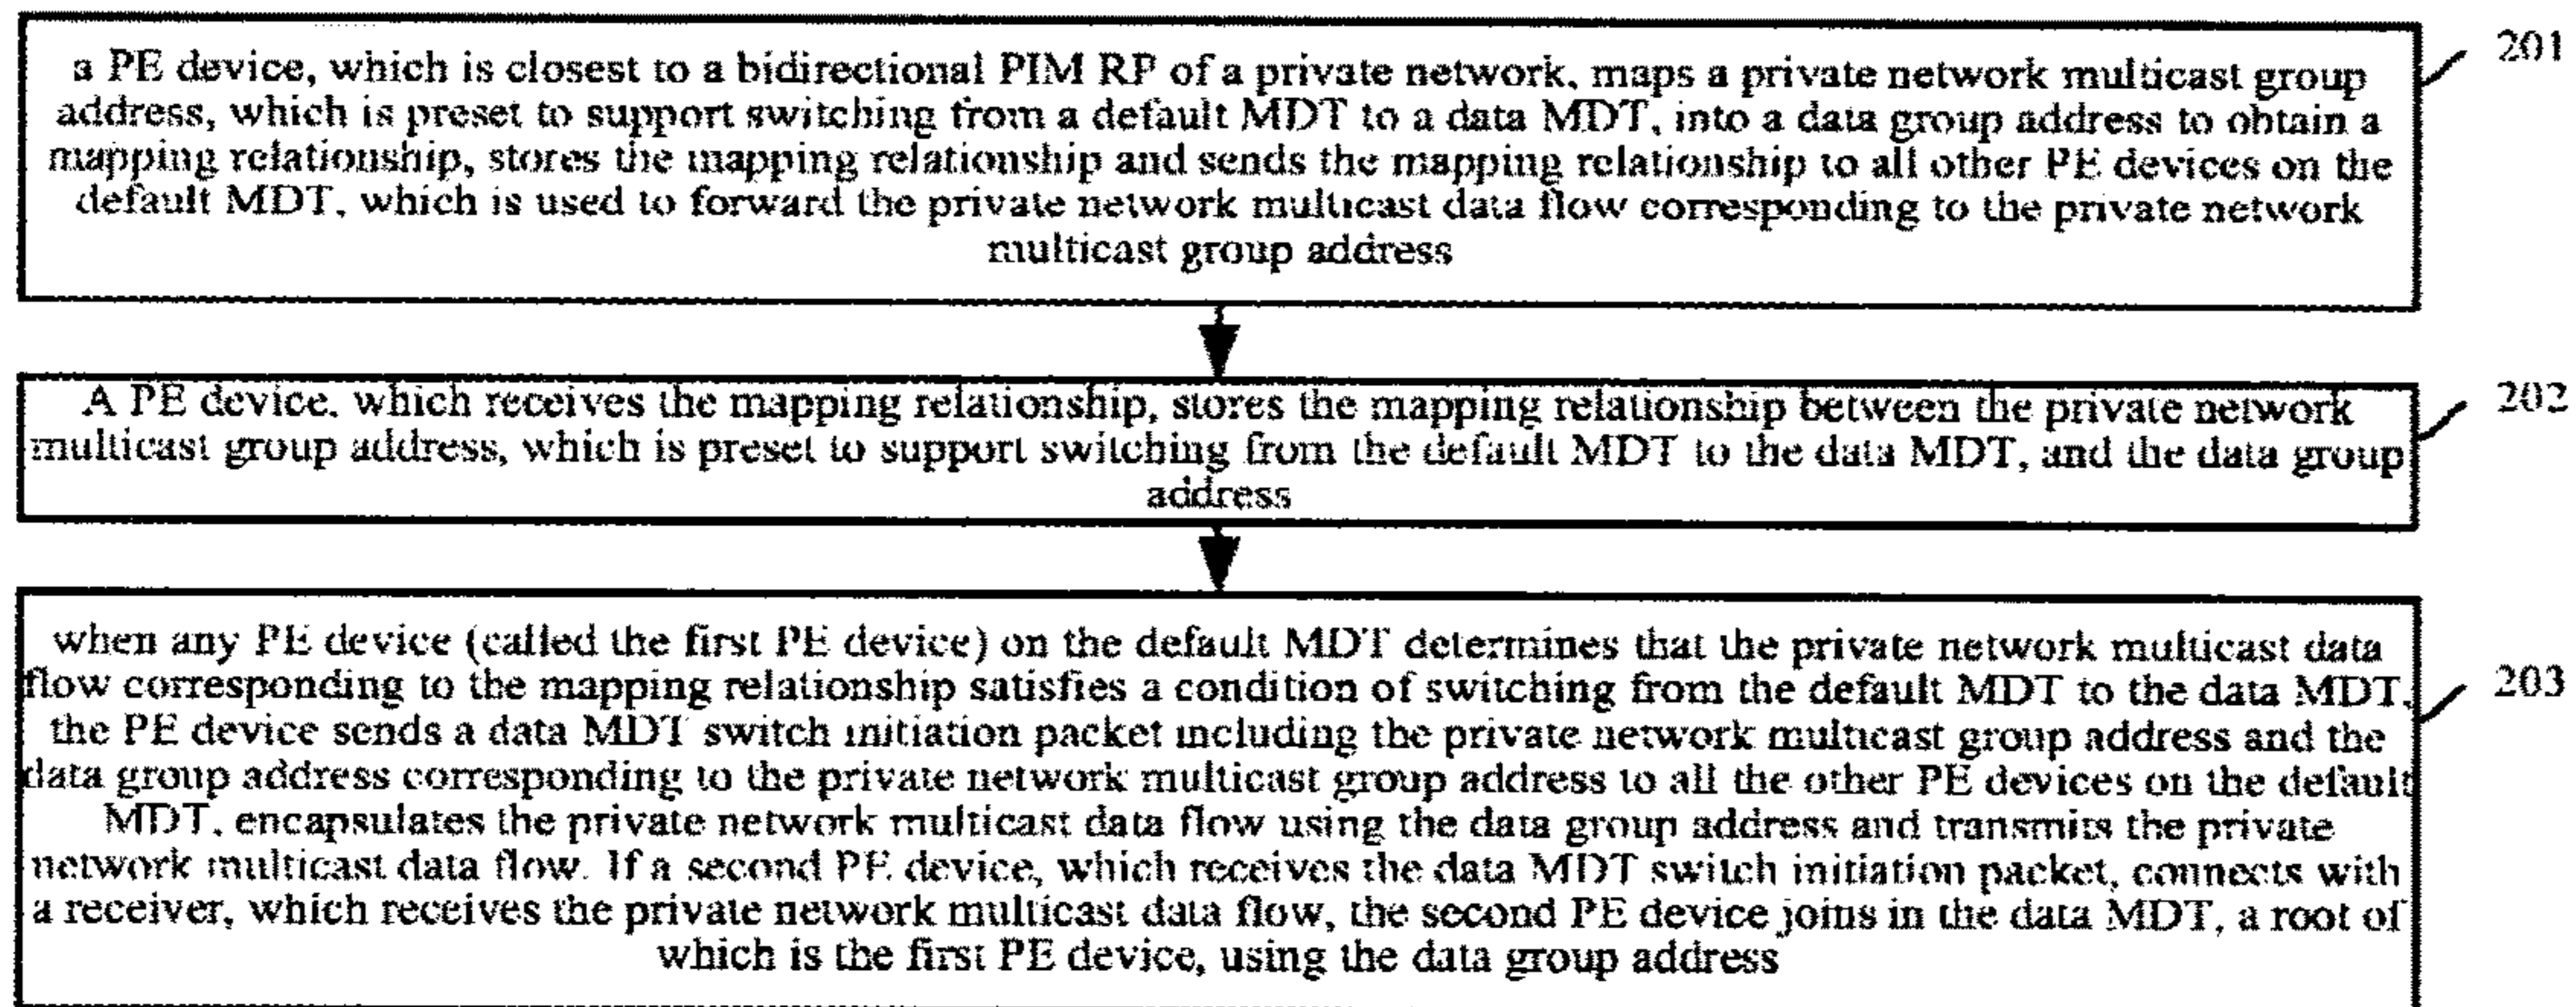 a PE device, which is closest to a bidirectional PIM RP of a private network, maps a private network multicast group
address, which is preset to support switching from a default MDT to a data MDT, into a data group address to obtain a
mapping relationship, stores the mapping relationship and sends the mapping relationship to all other PE devices on the
default MDT, which is used to forward the private network multicast data flow corresponding to the private network
multicast group address
201
A PE device, which receives the mapping relationship, stores the mapping relationship between the private network
multicast group address, which is preset to support switching from the default MDT to the data MDT, and the data group
address
202
when any PE device (called the first PE device) on the default MDT determines that the private network multicast data
flow corresponding to the mapping relationship satisfies a condition of switching from the default MDT to the data MDT,
the PE device sends a data MDT switch initiation packet including the private network multicast group address and the
data group address corresponding to the private network multicast group address to all the other PE devices on the default
MDT, encapsulates the private network multicast data flow using the data group address and transmits the private
network multicast data flow. If a second PE device, which receives the data MDT switch initiation packet, connects with
a receiver, which receives the private network multicast data flow, the second PE device joins in the data MDT, a root of
which is the first PE device, using the data group address
203